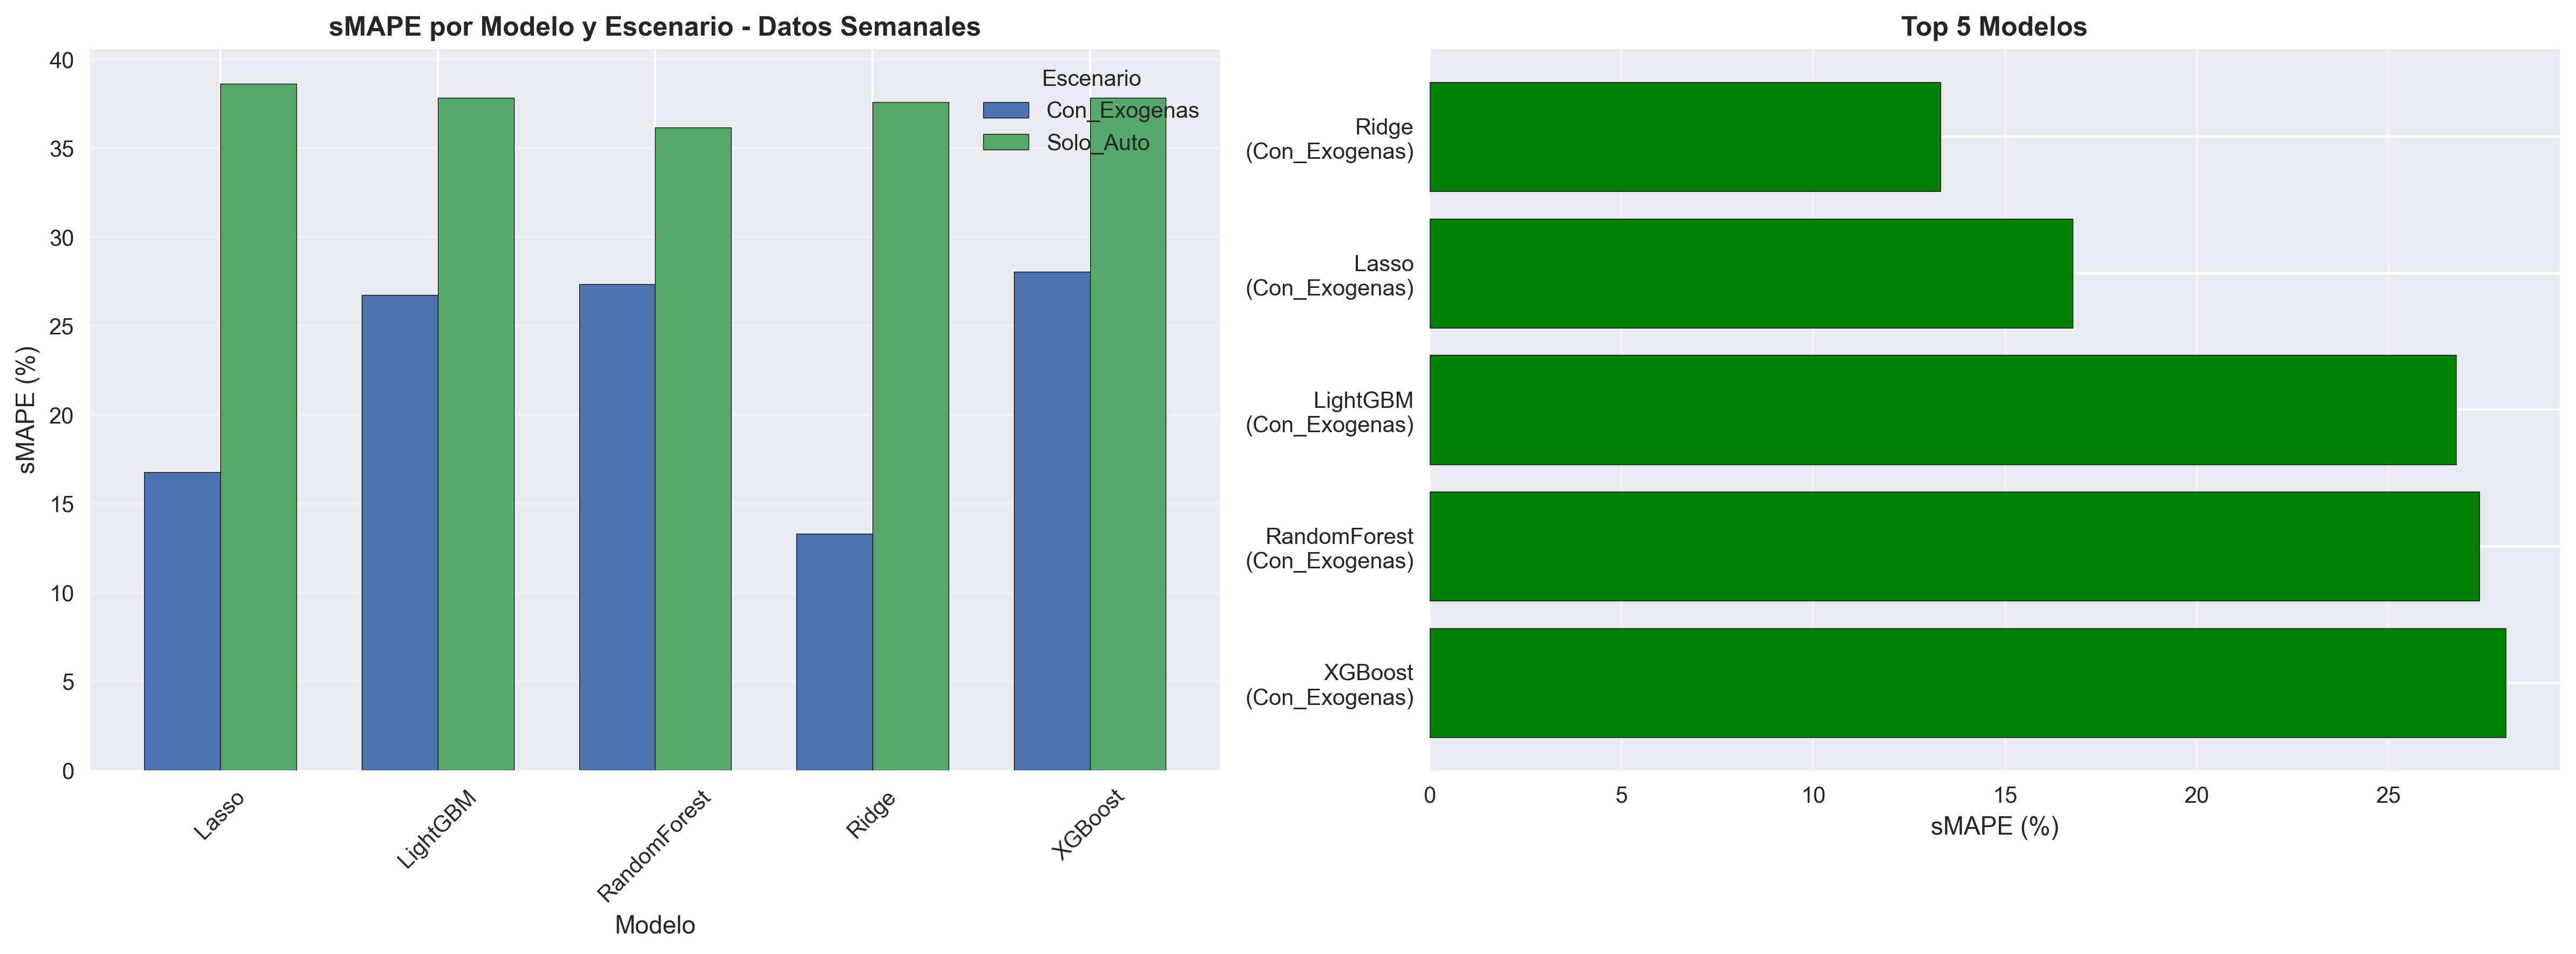 sMAPE por Modelo y Escenario - Datos Semanales
sMAPE (%)
40
35
30
25
20
15
10
5
0
Escenario
Con_Exogenas
Solo_Auto
Lasso
LightGBM
RandomForest
Ridge
XGBoost
Modelo
Top 5 Modelos
Ridge
(Con_Exogenas)
Lasso
(Con_Exogenas)
LightGBM
(Con_Exogenas)
RandomForest
(Con_Exogenas)
XGBoost
(Con_Exogenas)
0
5
10
15
20
25
sMAPE (%)